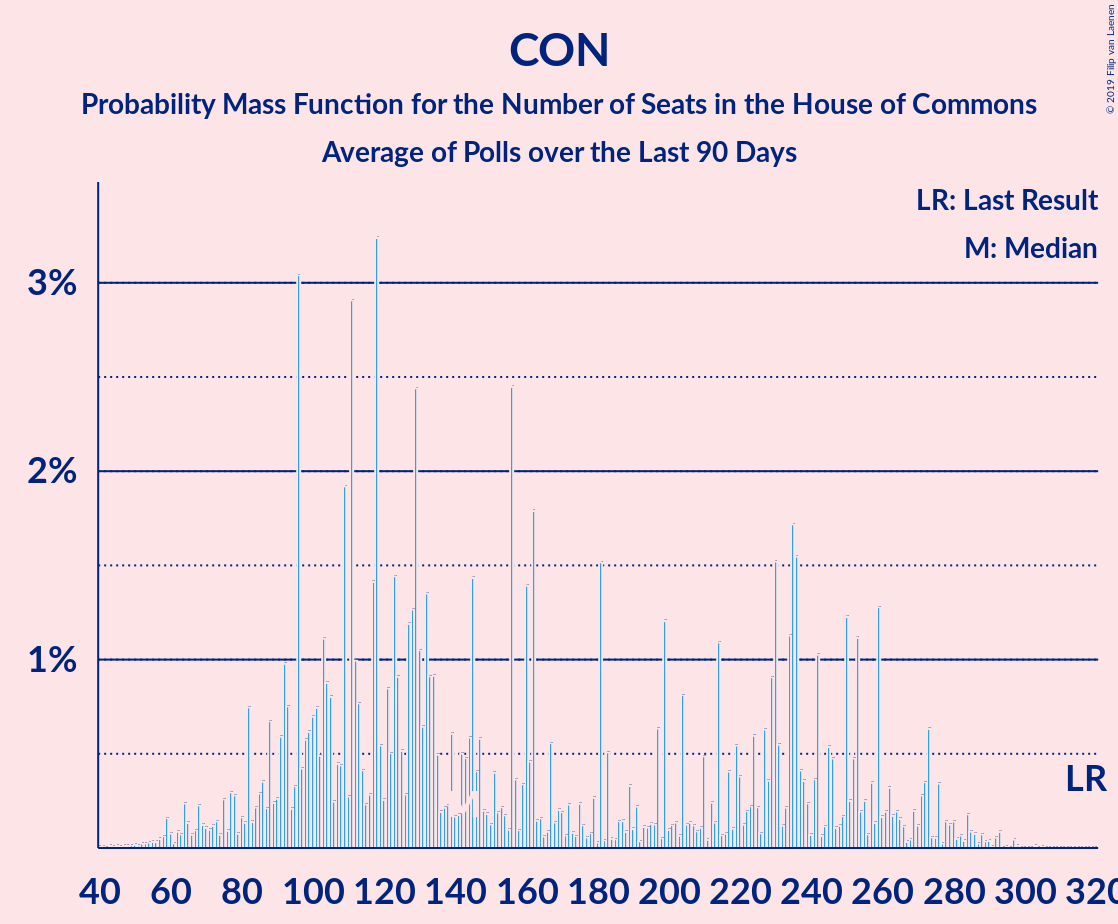 CON
Probability Mass Function for the Number of Seats in the House of Commons
Average of Polls over the Last 90 Days
© 2019 Filip van Laenen
LR: Last Result
M: Median
3%
2%
1%
LR
M
40 60 80 100 120 140 160 180 200 220 240 260 280 300 320